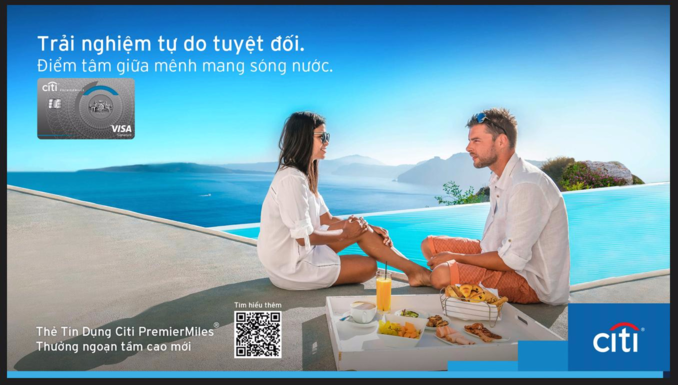 Trải nghiệm tự do tuyệt đối.
Điểm tâm giữa mênh mang sóng nước.
citi
VISA
Tìm hiểu thêm
Thẻ Tín Dụng Citi PremierMiles®
Thưởng ngoạn tầm cao mới
citi®